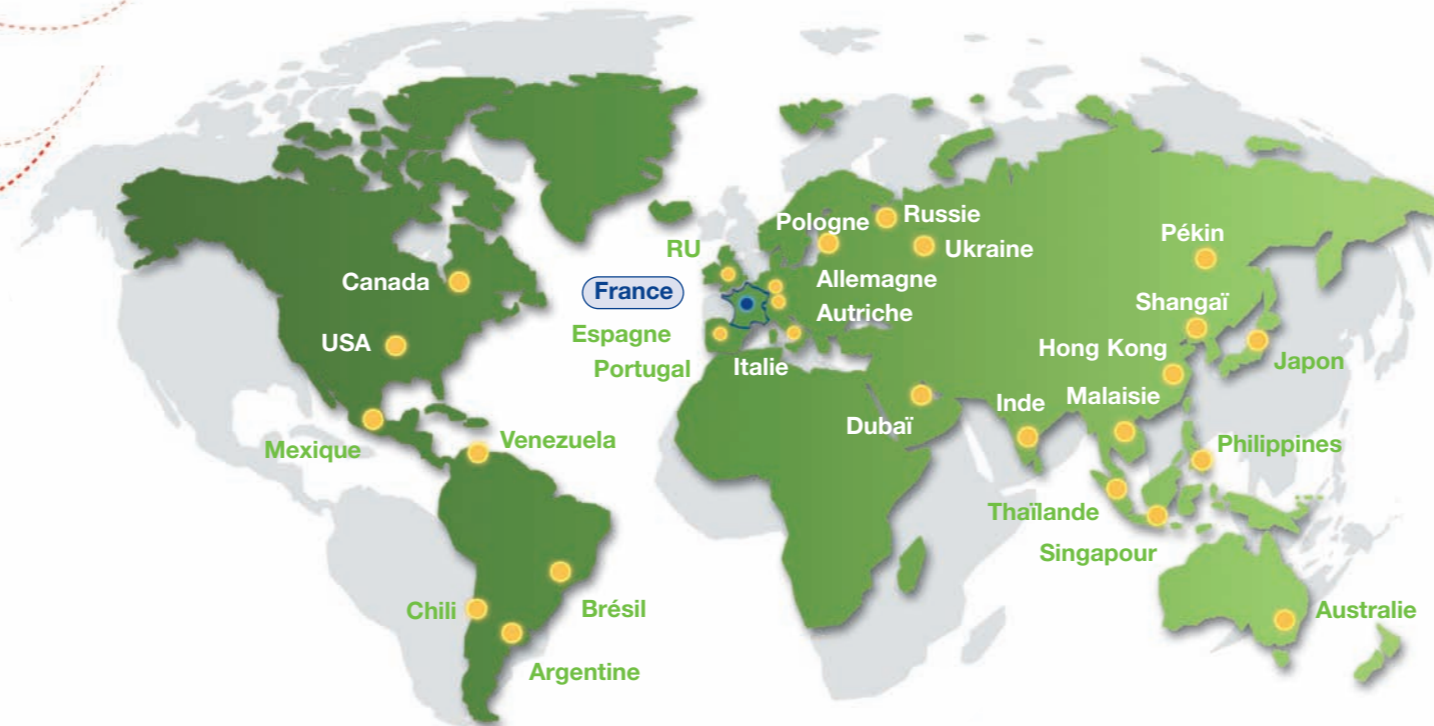 Pologne
Russie
Pékin
RU
Ukraine
Canada
France
Allemagne
Shangaï
Autriche
Espagne
USA
Hong Kong
Japon
Portugal
Italie
Malaisie
Inde
Dubaï
Venezuela
Mexique
Philippines
Thaïlande
Singapour
Chili
Brésil
Australie
Argentine